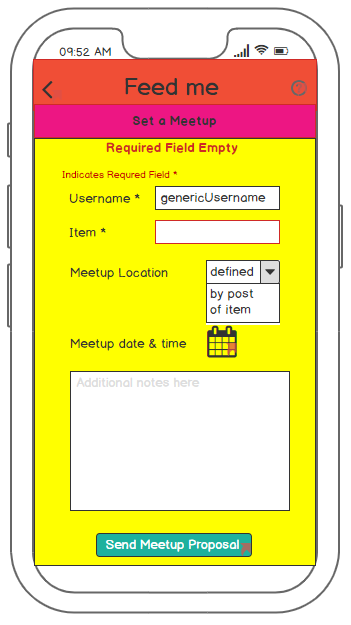 09:52 AM
Feed me
?
Set a Meetup
Required Field Empty
Indicates Requred Field *
Username * genericUsername
Item *
Meetup Location defined
by post
of item
Meetup date & time
Additional notes here
Send Meetup Proposal